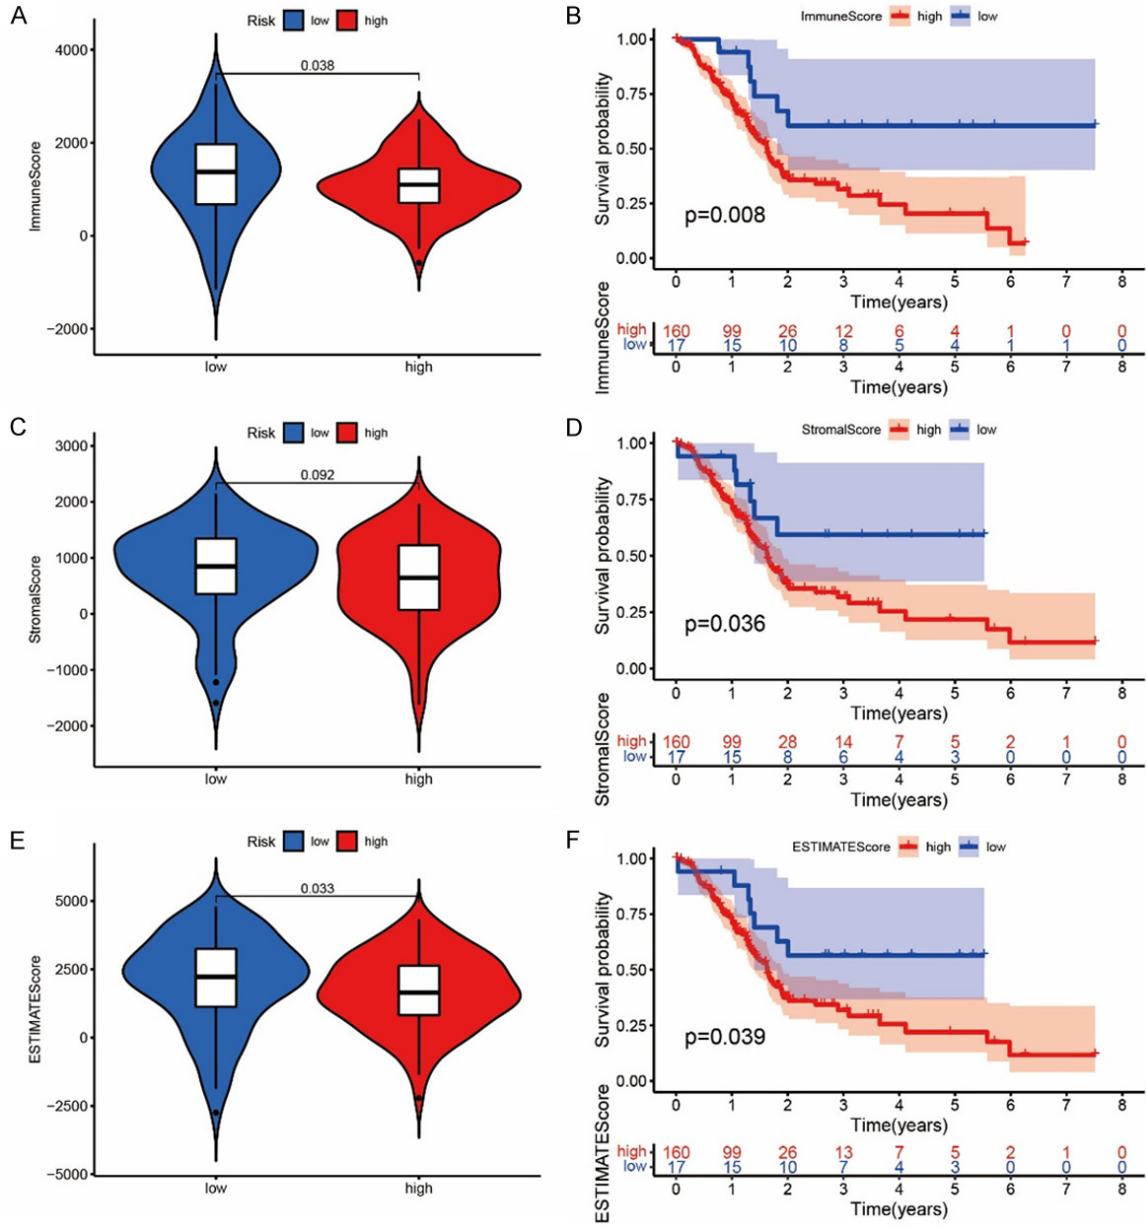 A
Risk low high
4000
2000
0
−2000
ImmuneScore
0.038
low high
B
ImmuneScore high low
1.00
0.75
0.50
0.25
0.00
Survival probability
p=0.008
0 1 2 3 4 5 6 7 8
Time(years)
ImmuneScore
high 160 99 26 12 6 4 1 0 0
low 17 15 10 8 5 4 1 1 0
0 1 2 3 4 5 6 7 8
Time(years)
C
Risk low high
3000
2000
1000
0
−1000
−2000
StromalScore
0.092
low high
D
StromalScore high low
1.00
0.75
0.50
0.25
0.00
Survival probability
p=0.036
0 1 2 3 4 5 6 7 8
Time(years)
StromalScore
high 160 99 28 14 7 5 2 1 0
low 17 15 8 6 4 3 0 0 0
0 1 2 3 4 5 6 7 8
Time(years)
E
Risk low high
5000
2500
0
−2500
−5000
ESTIMATEScore
0.033
low high
F
ESTIMATEScore high low
1.00
0.75
0.50
0.25
0.00
Survival probability
p=0.039
0 1 2 3 4 5 6 7 8
Time(years)
ESTIMATEScore
high 160 99 26 13 7 5 2 1 0
low 17 15 10 7 4 3 0 0 0
0 1 2 3 4 5 6 7 8
Time(years)